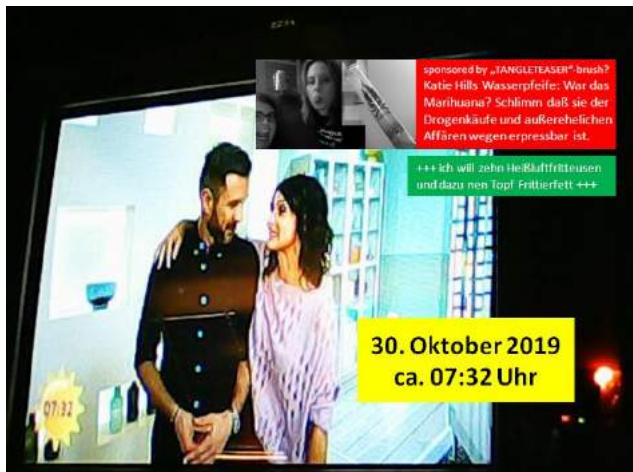 sponsored by „TANGLETEASER“-brush?
Katie Hills Wasserpfeife: War das
Marihuana? Schlimm daß sie der
Drogenkäufe und außerehelichen
Affären wegen erpressbar ist.
+++ ich will zehn Heißluftfritteusen
und dazu nen Topf Frittierfett +++
30. Oktober 2019
ca. 07:32 Uhr
07:32